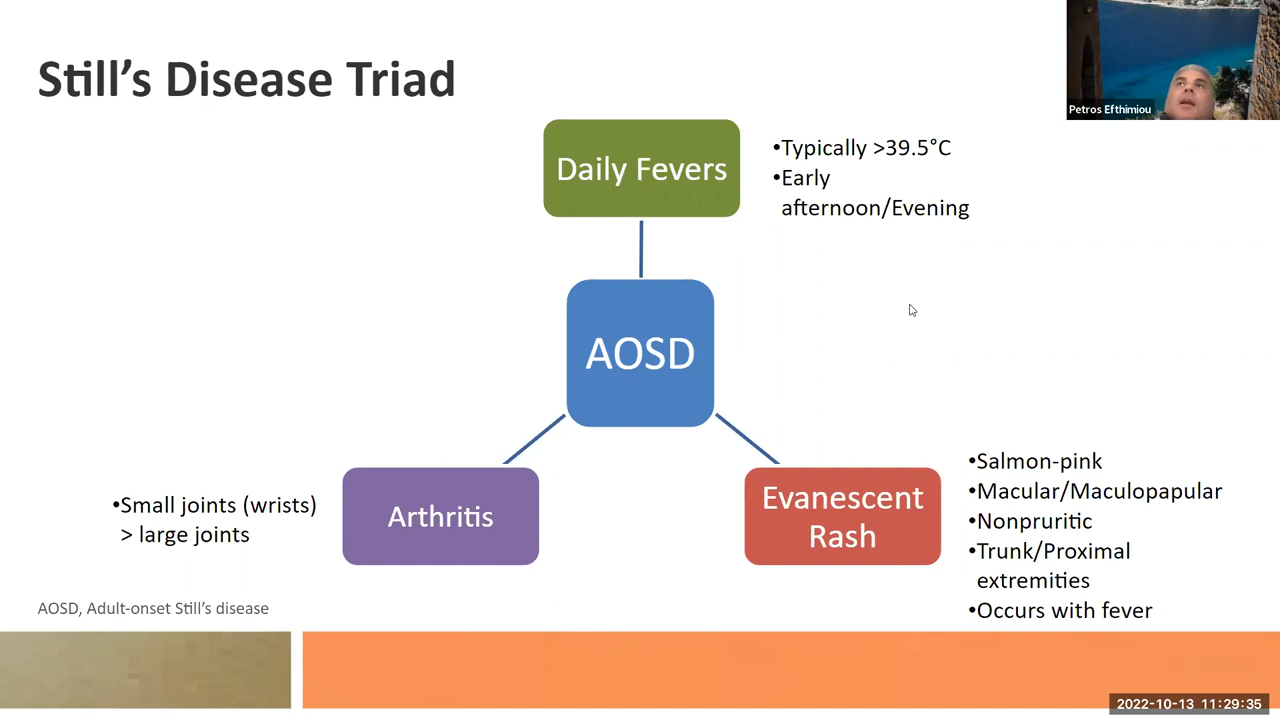 Still's Disease Triad
Petros Efthimiou
Daily Fevers
•Typically >39.5°C
•Early
afternoon/Evening
AOSD
Arthritis
•Small joints (wrists)
> large joints
Evanescent
Rash
•Salmon-pink
•Macular/Maculopapular
•Nonpruritic
•Trunk/Proximal
extremities
•Occurs with fever
AOSD, Adult-onset Still's disease
2022-10-13 11:29:35